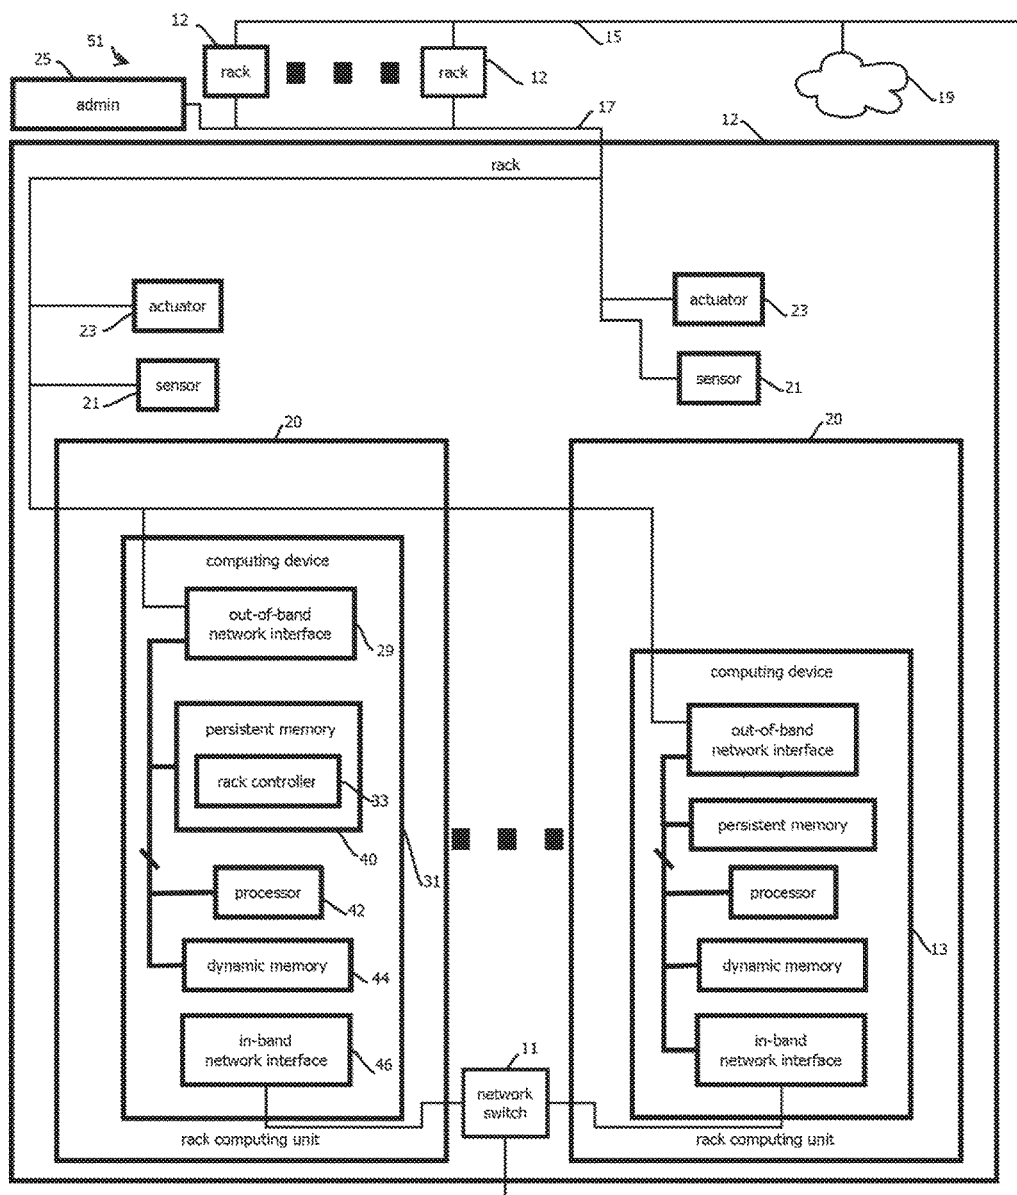 51
12
15
25
rack
rack
12
admin
19
17
12
rack
actuator
23
actuator
23
sensor
21
sensor
21
20
20
computing device
out-of-band
network interface
29
computing device
persistent memory
out-of-band
network interface
rack controller
33
persistent memory
40
31
processor
42
processor
13
dynamic memory
44
dynamic memory
in-band
network interface
46
in-band
network interface
11
network
switch
rack computing unit
rack computing unit